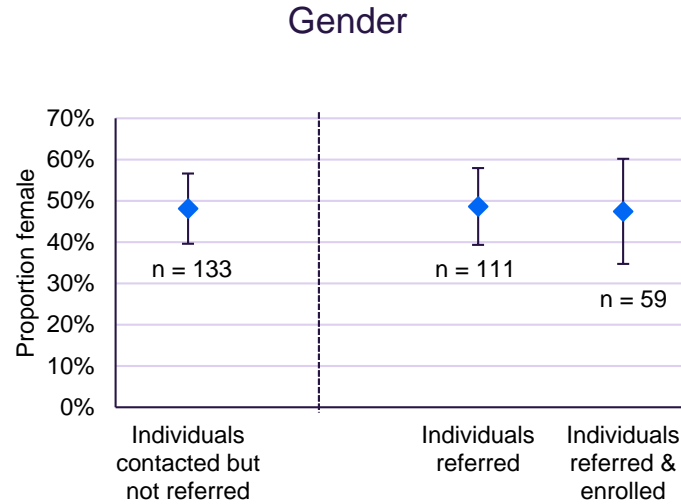 Gender
Proportion female
70%
60%
50%
40%
30%
20%
10%
0%
n = 133
n = 111
n = 59
Individuals
contacted but
not referred
Individuals
referred
Individuals
referred &
enrolled